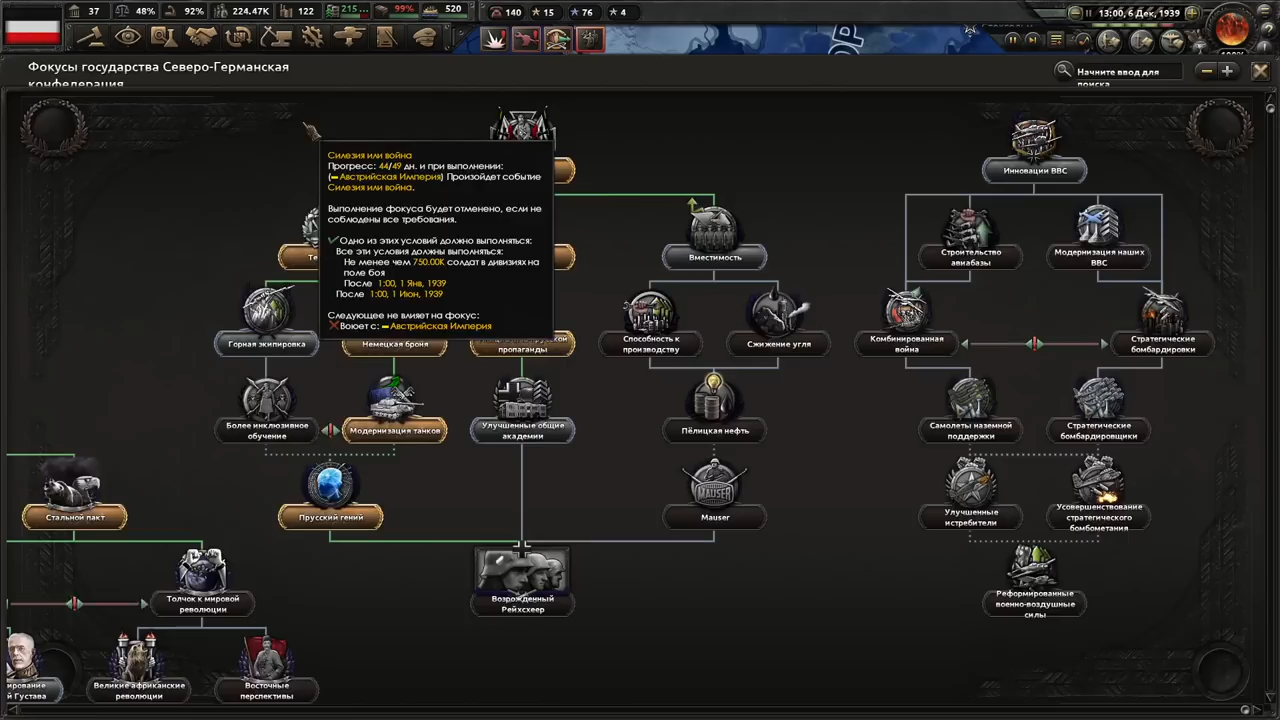 37 48% 92% 224.47K 122 215... 99% 520 140 15 76 4 13:00, 6 Дек, 1939
100%
Фокусы государства Северо-Германская
конфедерация
Начните ввод для
поиска
Силезия или война
Прогресс: 44/49 дн. и при выполнении:
(Австрийская Империя) Произойдет событие
Силезия или война.
Выполнение фокуса будет отменено, если не
соблюдены все требования.
Одно из этих условий должно выполняться:
Все эти условия должны выполняться:
Не менее чем 750.00K солдат в дивизиях на
поле боя
После 1:00, 1 Янв, 1939
После 1:00, 1 Июн, 1939
Следующее не влияет на фокус:
Воюет с: Австрийская Империя
Инновации ВВС
Вместимость
Строительство
авиабазы
Модернизация наших
ВВС
Горная экипировка
Немецкая броня
пропаганды
Способность к
производству
Сжижение угля
Комбинированная
война
Стратегические
бомбардировки
Более инклюзивное
обучение
Модернизация танков
Улучшенные общие
академии
Пёлицкая нефть
Самолеты наземной
поддержки
Стратегические
бомбардировщики
Стальной пакт
Прусский гений
MAUSER
Mauser
Улучшенные
истребители
Усовершенствование
стратегического
бомбометания
Толчок к мировой
революции
Возрожденный
Рейхсхеер
Реформированные
военно-воздушные
силы
ирование
й Густава
Великие африканские
революции
Восточные
перспективы